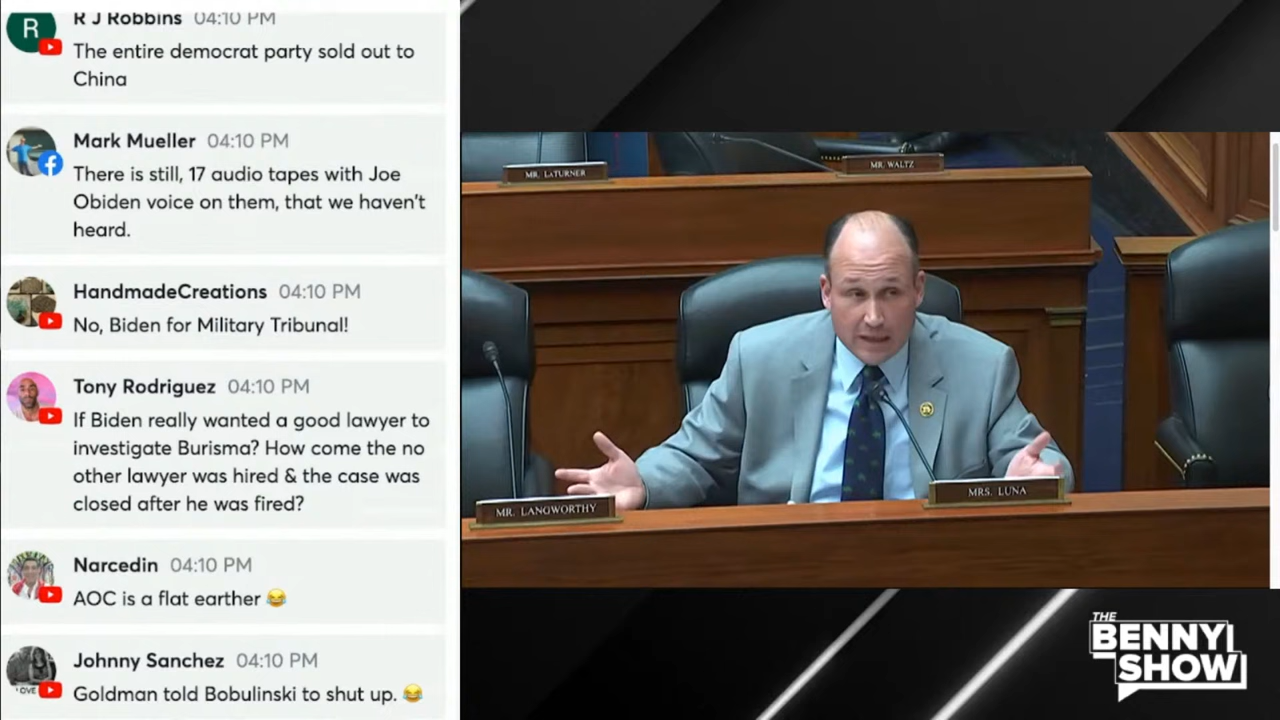 R
R J Robbins 04:10 PM
The entire democrat party sold out to
China
Mark Mueller 04:10 PM
There is still, 17 audio tapes with Joe
Obiden voice on them, that we haven't
heard.
HandmadeCreations 04:10 PM
No, Biden for Military Tribunal!
Tony Rodriguez 04:10 PM
If Biden really wanted a good lawyer to
investigate Burisma? How come the no
other lawyer was hired & the case was
closed after he was fired?
Narcedin 04:10 PM
AOC is a flat earther 😂
Johnny Sanchez 04:10 PM
Goldman told Bobulinski to shut up. 😂
LOVE
MR. LATURNER
MR. WALTZ
MR. LANGWORTHY
MRS. LUNA
THE
BENNY
SHOW